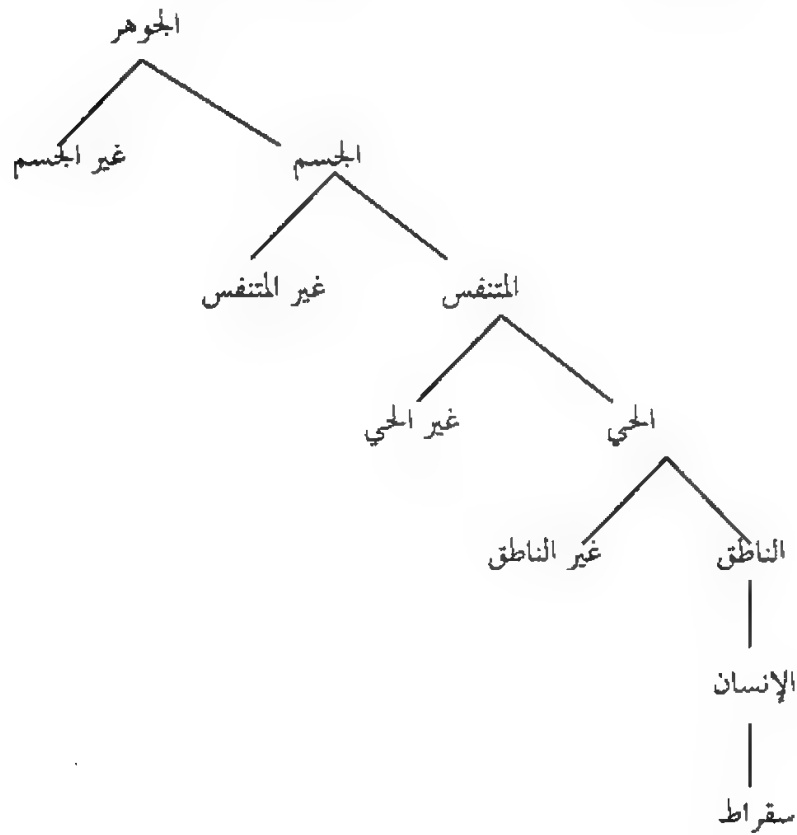 الجوهر
الجسم
غير الجسم
المتنفس
غير المتنفس
الحي
غير الحي
الناطق
غير الناطق
الإنسان
سقراط